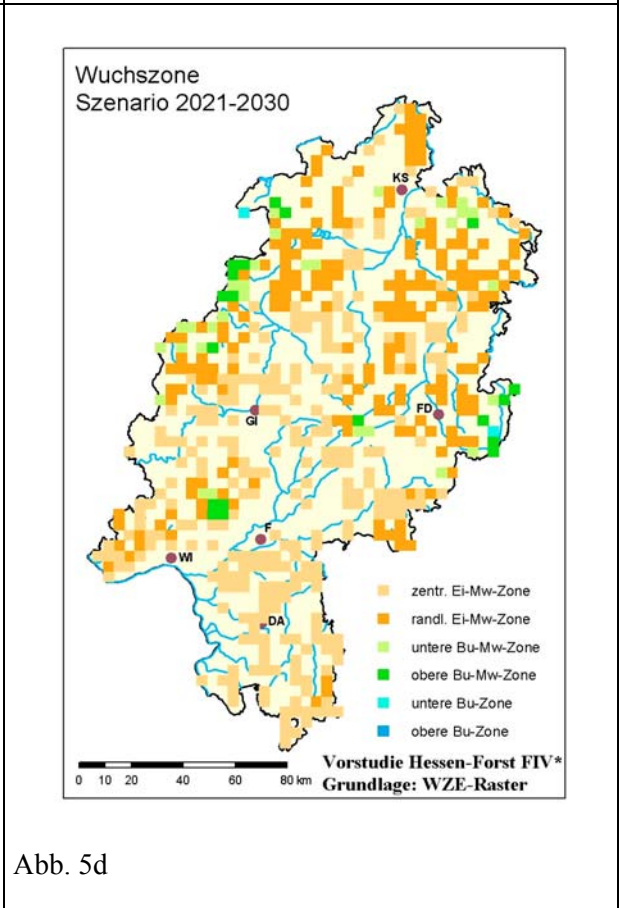 Wuchszone
Szenario 2021-2030
KS
FD
GI
F
WI
DA
zentr. Ei-Mw-Zone
randl. Ei-Mw-Zone
untere Bu-Mw-Zone
obere Bu-Mw-Zone
untere Bu-Zone
obere Bu-Zone
Vorstudie Hessen-Forst FIV*
Grundlage: WZE-Raster
0 10 20 40 60 80 km
Abb. 5d